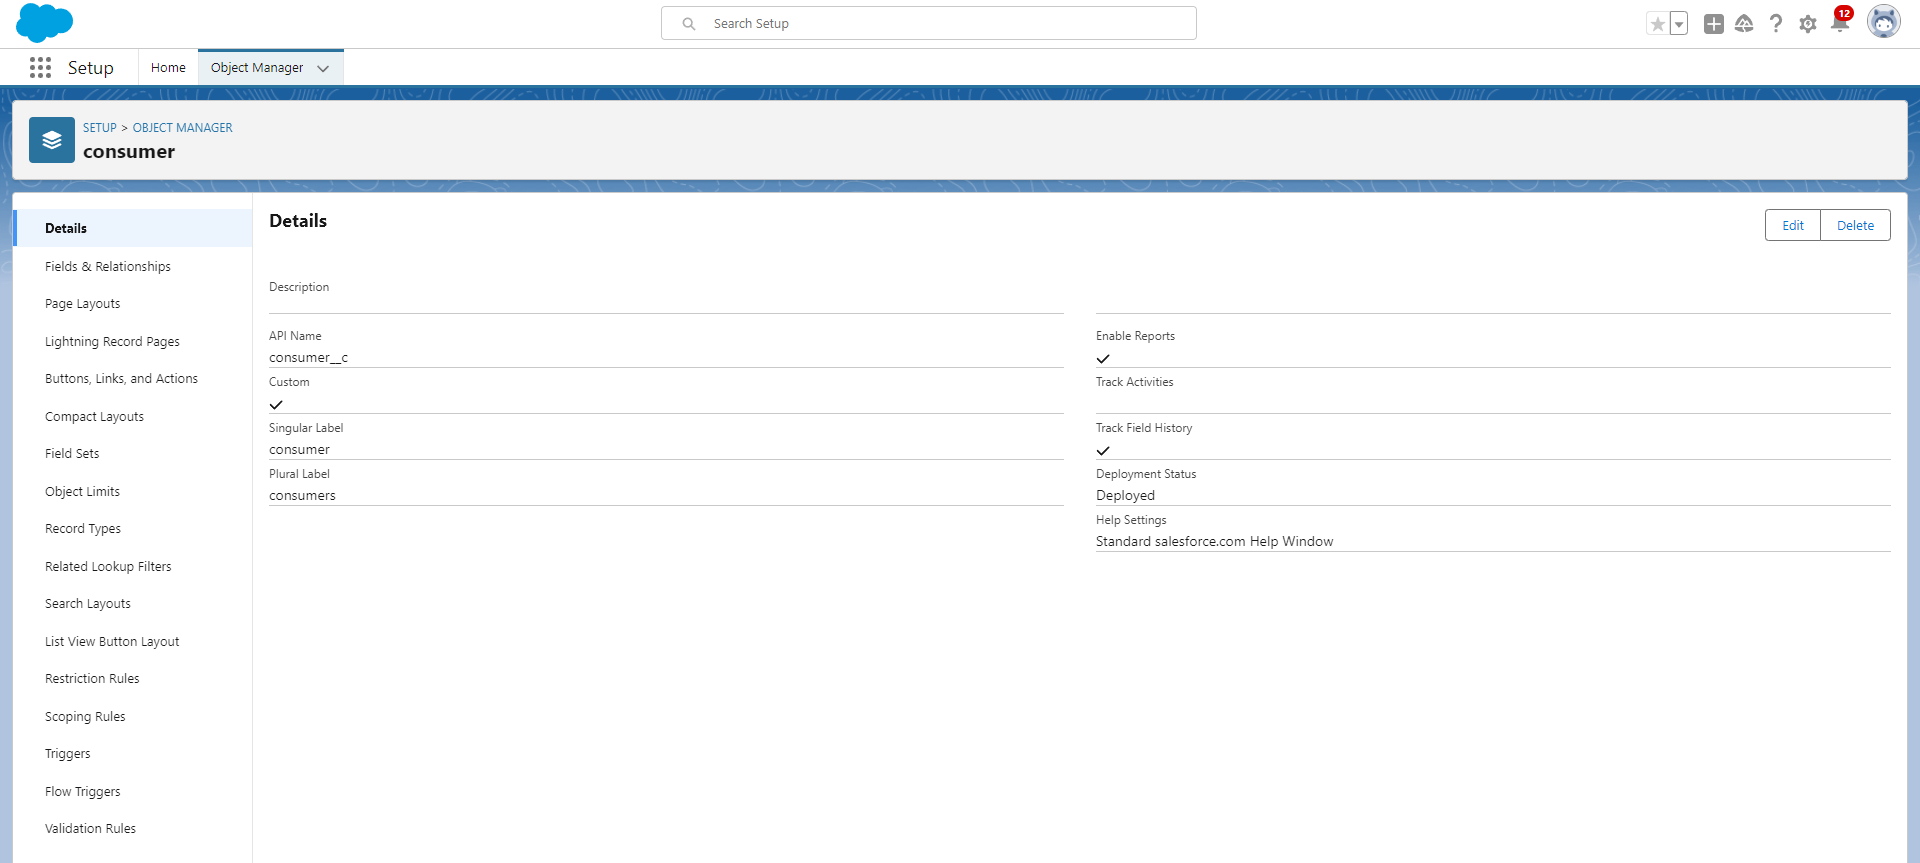 Search Setup
12
Setup
Home
Object Manager
SETUP > OBJECT MANAGER
consumer
Details
Fields & Relationships
Page Layouts
Lightning Record Pages
Buttons, Links, and Actions
Compact Layouts
Field Sets
Object Limits
Record Types
Related Lookup Filters
Search Layouts
List View Button Layout
Restriction Rules
Scoping Rules
Triggers
Flow Triggers
Validation Rules
Details
Edit
Delete
Description
API Name
consumer__c
Custom
Singular Label
consumer
Plural Label
consumers
Enable Reports
Track Activities
Track Field History
Deployment Status
Deployed
Help Settings
Standard salesforce.com Help Window